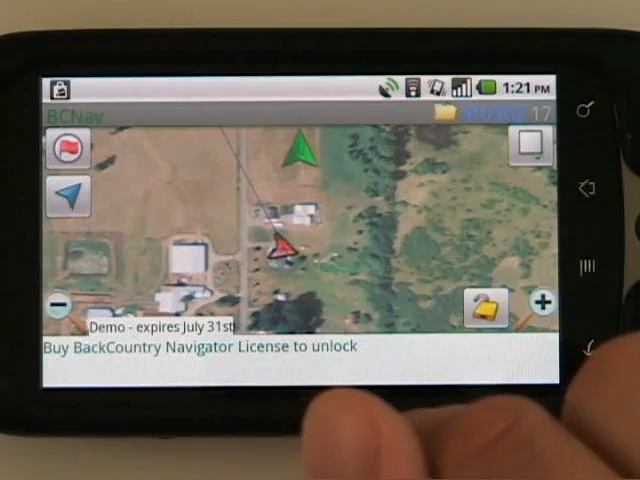 1:21 PM
BCNav
17
Demo - expires July 31st
Buy BackCountry Navigator License to unlock